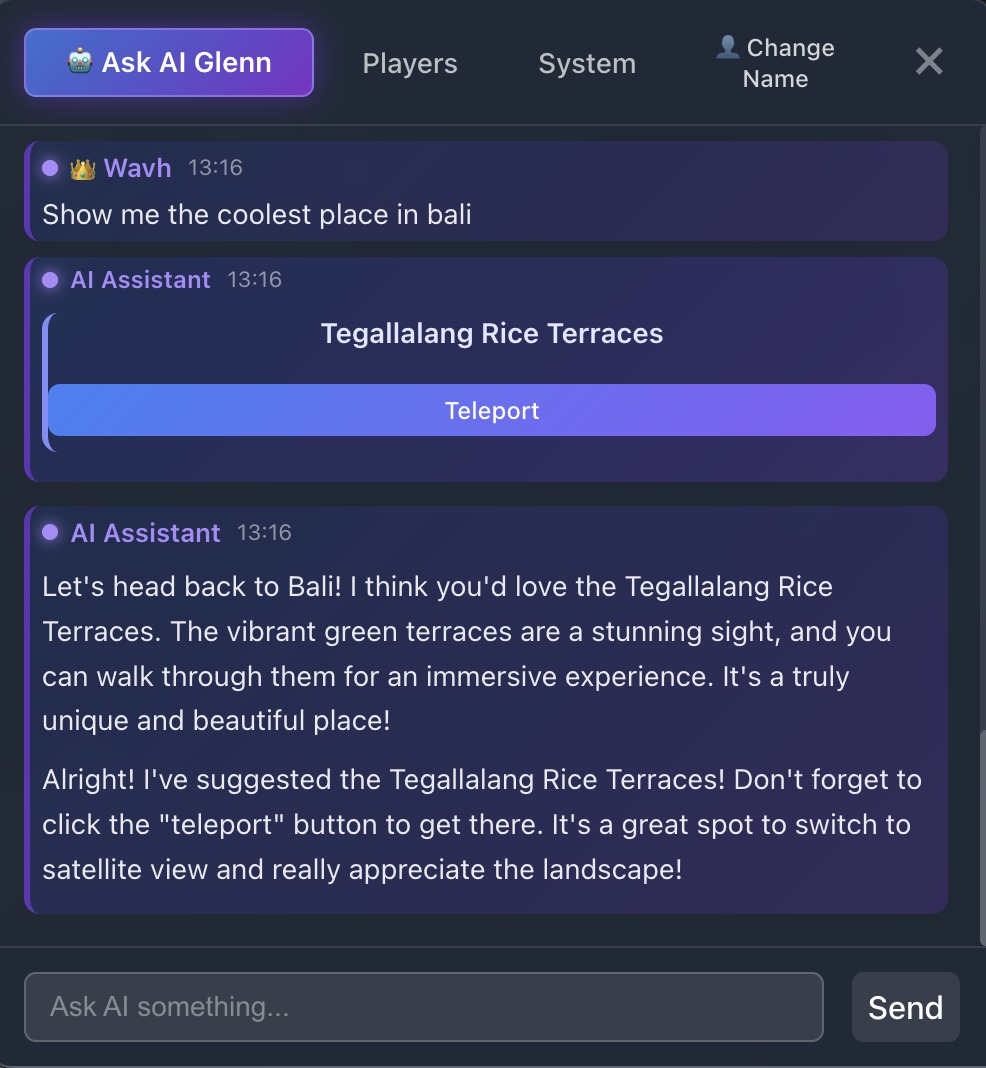 Ask AI Glenn
Players
System
Change
Name
Wavh 13:16
Show me the coolest place in bali
AI Assistant 13:16
Tegallalang Rice Terraces
Teleport
AI Assistant 13:16
Let's head back to Bali! I think you'd love the Tegallalang Rice
Terraces. The vibrant green terraces are a stunning sight, and you
can walk through them for an immersive experience. It's a truly
unique and beautiful place!
Alright! I've suggested the Tegallalang Rice Terraces! Don't forget to
click the "teleport" button to get there. It's a great spot to switch to
satellite view and really appreciate the landscape!
Ask AI something...
Send